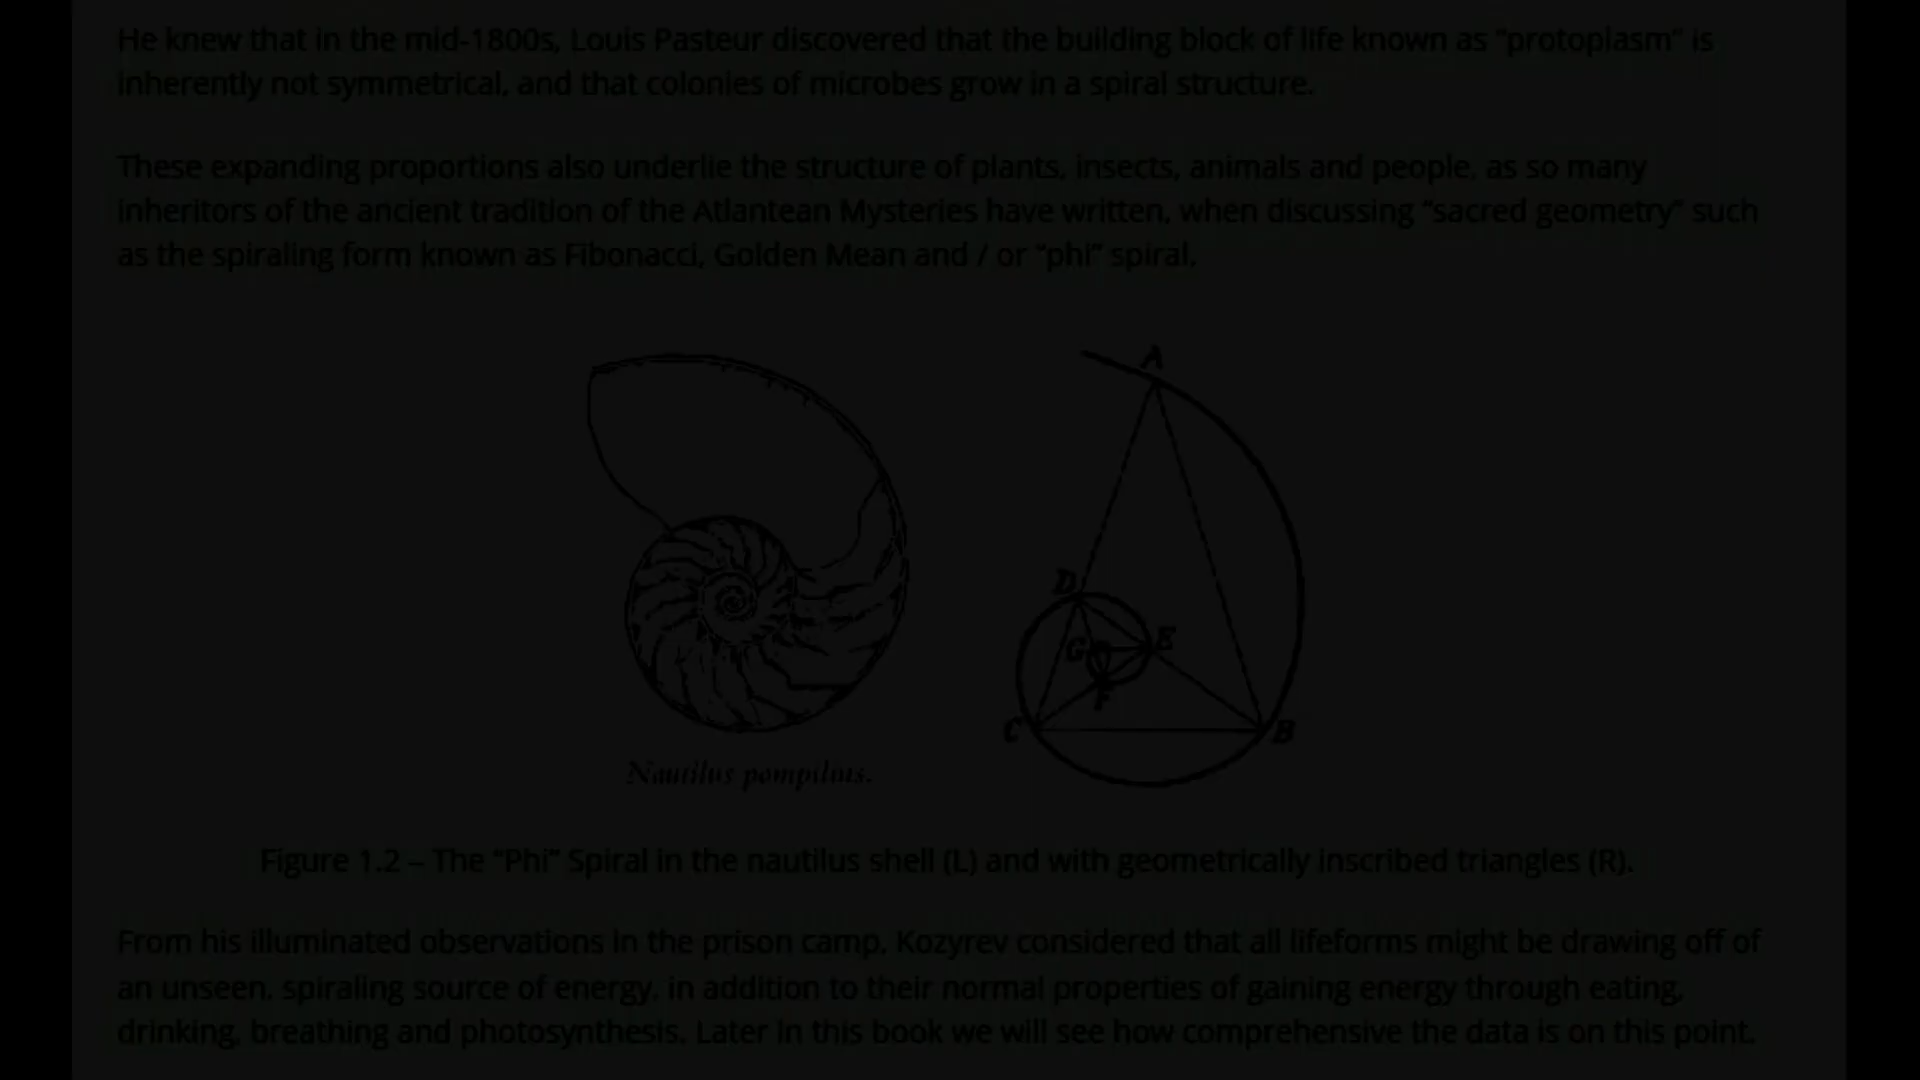 He knew that in the mid-1800s, Louis Pasteur discovered that the building block of life known as “protoplasm” is
inherently not symmetrical, and that colonies of microbes grow in a spiral structure.
These expanding proportions also underlie the structure of plants, insects, animals and people, as so many
inheritors of the ancient tradition of the Atlantean Mysteries have written, when discussing “sacred geometry” such
as the spiraling form known as Fibonacci, Golden Mean and / or “phi” spiral.
A
D
G E
F
C B
Nautilus pompilius.
Figure 1.2 – The “Phi” Spiral in the nautilus shell (L) and with geometrically inscribed triangles (R).
From his illuminated observations in the prison camp, Kozyrev considered that all lifeforms might be drawing off of
an unseen, spiraling source of energy, in addition to their normal properties of gaining energy through eating,
drinking, breathing and photosynthesis. Later in this book we will see how comprehensive the data is on this point.